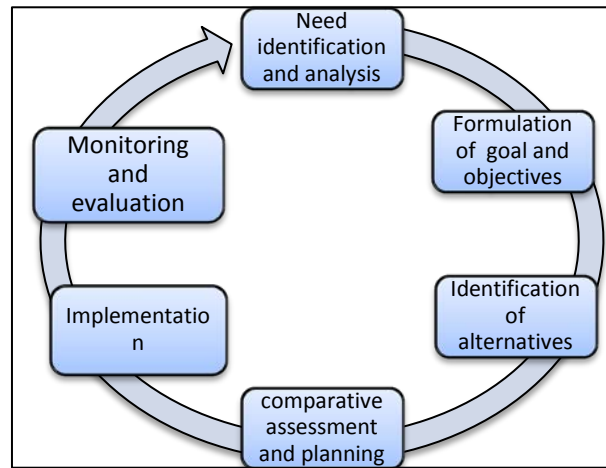 Need
identification
and analysis
Formulation
of goal and
objectives
Identification
of
alternatives
comparative
assessment
and planning
Implementatio
n
Monitoring
and
evaluation